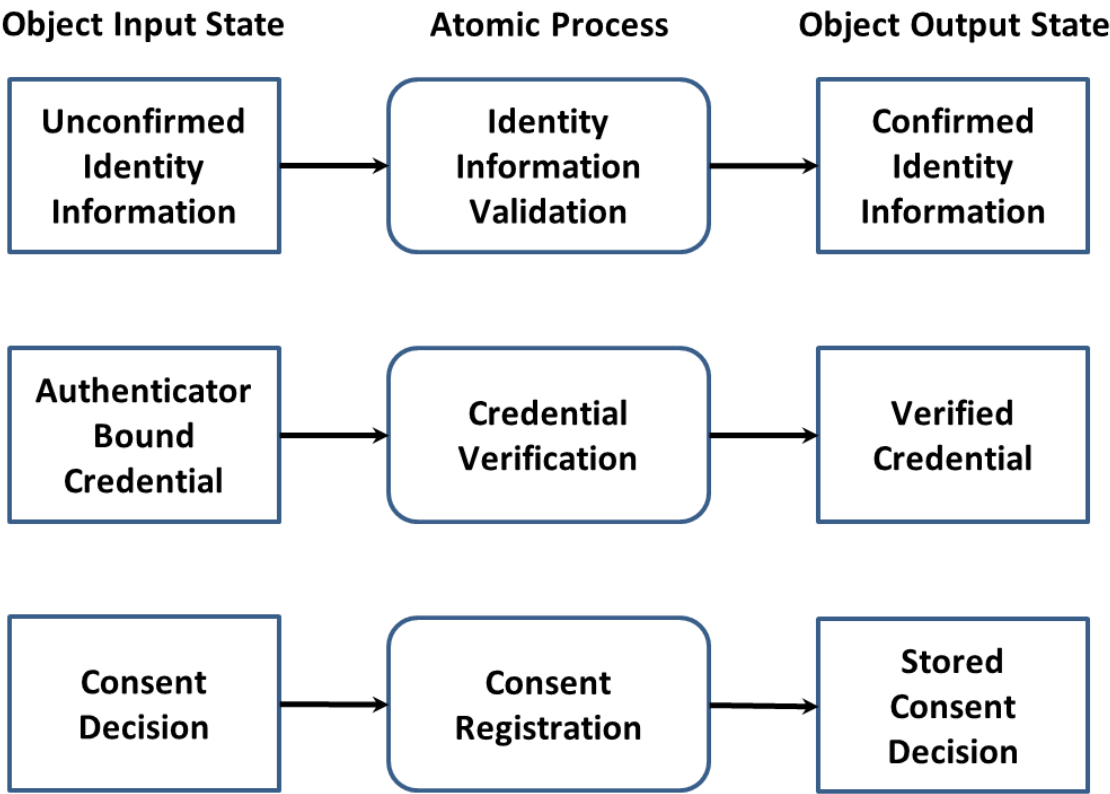 Object Input State
Atomic Process
Object Output State
Unconfirmed
Identity
Information
Identity
Information
Validation
Confirmed
Identity
Information
Authenticator
Bound
Credential
Credential
Verification
Verified
Credential
Consent
Decision
Consent
Registration
Stored
Consent
Decision